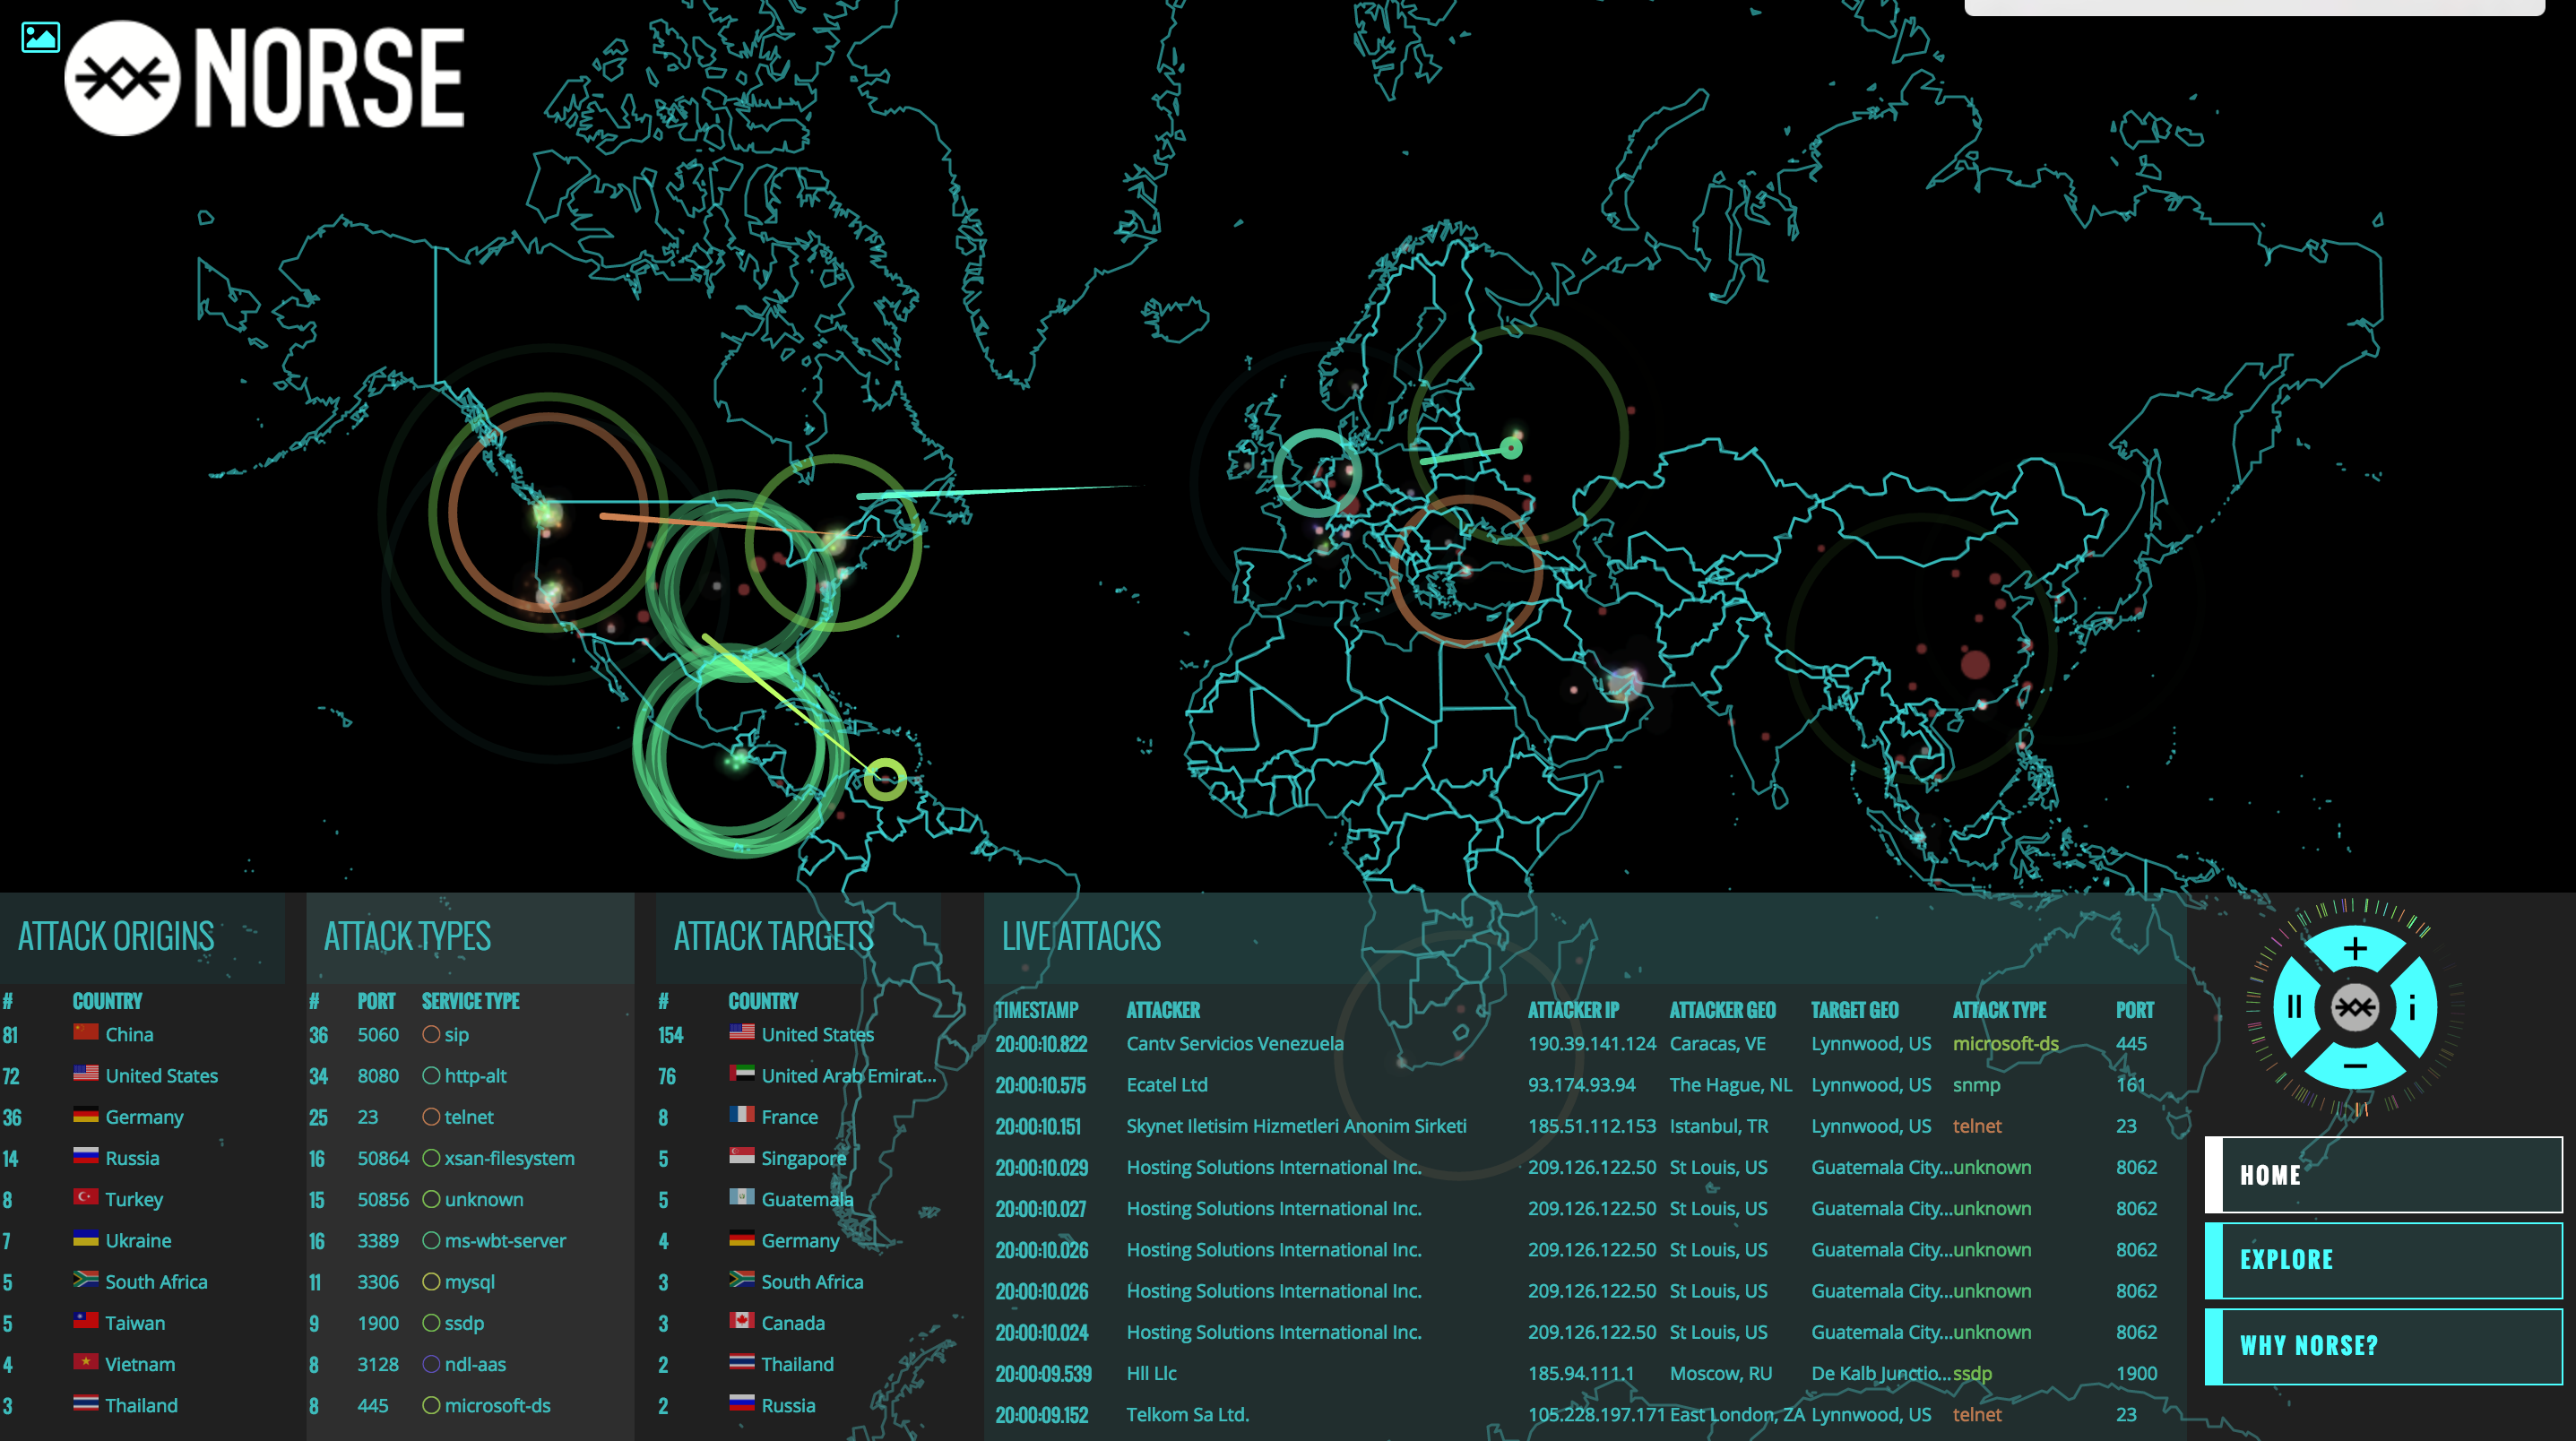 NORSE
ATTACK ORIGINS
# COUNTRY
81 China
72 United States
36 Germany
14 Russia
8 Turkey
7 Ukraine
5 South Africa
5 Taiwan
4 Vietnam
3 Thailand
ATTACK TYPES
# PORT SERVICE TYPE
36 5060 sip
34 8080 http-alt
25 23 telnet
16 50864 xsan-filesystem
15 50856 unknown
16 3389 ms-wbt-server
11 3306 mysql
9 1900 ssdp
8 3128 ndl-aas
8 445 microsoft-ds
ATTACK TARGETS
# COUNTRY
154 United States
76 United Arab Emirat...
8 France
5 Singapore
5 Guatemala
4 Germany
3 South Africa
3 Canada
2 Thailand
2 Russia
LIVE ATTACKS
TIMESTAMP ATTACKER ATTACKER IP ATTACKER GEO TARGET GEO ATTACK TYPE PORT
20:00:10.822 Cantv Servicios Venezuela 190.39.141.124 Caracas, VE Lynnwood, US microsoft-ds 445
20:00:10.575 Ecatel Ltd 93.174.93.94 The Hague, NL Lynnwood, US snmp 161
20:00:10.151 Skynet Iletisim Hizmetleri Anonim Sirketi 185.51.112.153 Istanbul, TR Lynnwood, US telnet 23
20:00:10.029 Hosting Solutions International Inc. 209.126.122.50 St Louis, US Guatemala City... unknown 8062
20:00:10.027 Hosting Solutions International Inc. 209.126.122.50 St Louis, US Guatemala City... unknown 8062
20:00:10.026 Hosting Solutions International Inc. 209.126.122.50 St Louis, US Guatemala City... unknown 8062
20:00:10.026 Hosting Solutions International Inc. 209.126.122.50 St Louis, US Guatemala City... unknown 8062
20:00:10.024 Hosting Solutions International Inc. 209.126.122.50 St Louis, US Guatemala City... unknown 8062
20:00:09.539 Hll Llc 185.94.111.1 Moscow, RU De Kalb Junctio... ssdp 1900
20:00:09.152 Telkom Sa Ltd. 105.228.197.171 East London, ZA Lynnwood, US telnet 23
+
II i
−
HOME
EXPLORE
WHY NORSE?